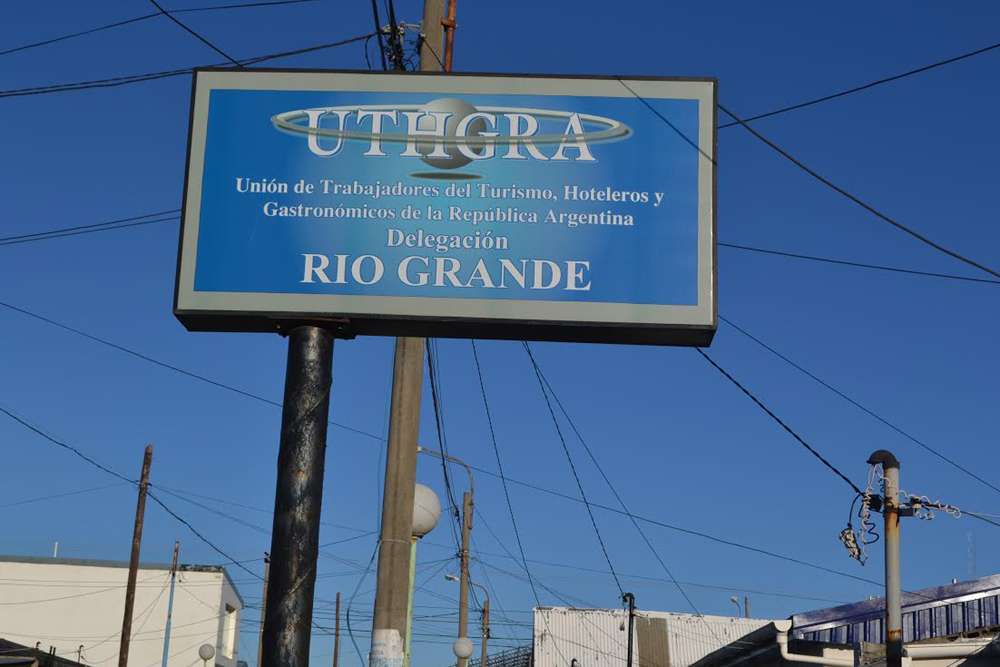 UTHGRA
Unión de Trabajadores del Turismo, Hoteleros y
Gastronómicos de la República Argentina
Delegación
RIO GRANDE